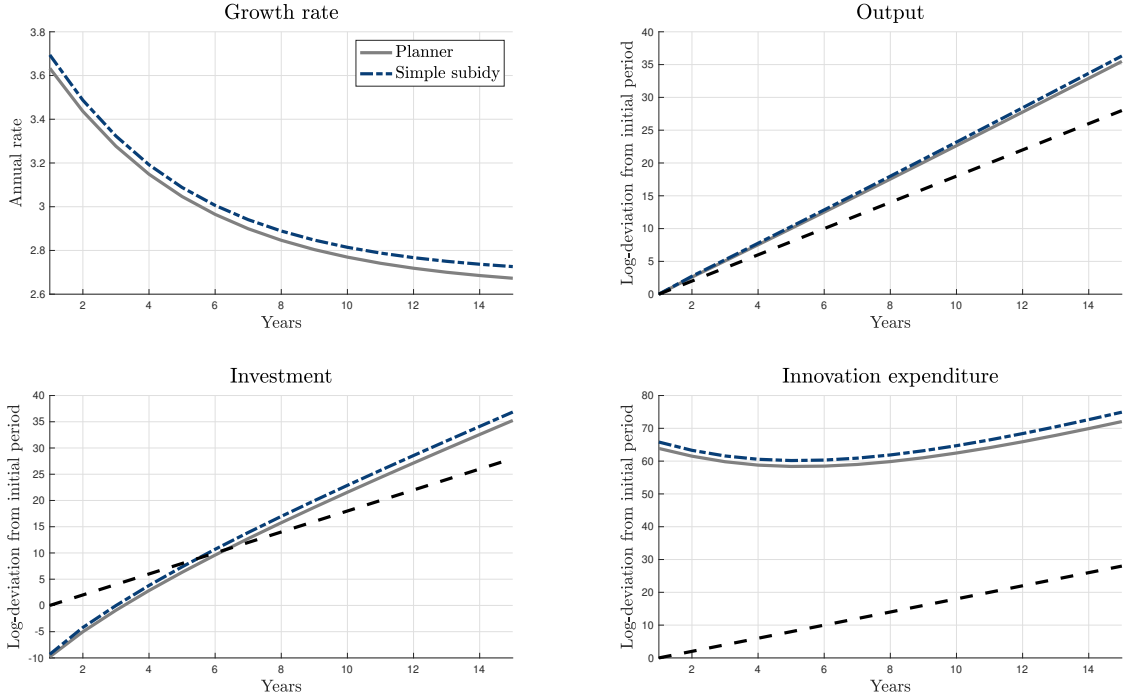 Growth rate
3.8
3.6
3.4
3.2
3
2.8
2.6
Annual rate
Planner
Simple subidy
2 4 6 8 10 12 14
Years
Output
40
35
30
25
20
15
10
5
0
Log-deviation from initial period
2 4 6 8 10 12 14
Years
Investment
40
35
30
25
20
15
10
5
0
-5
-10
Log-deviation from initial period
2 4 6 8 10 12 14
Years
Innovation expenditure
80
70
60
50
40
30
20
10
0
Log-deviation from initial period
2 4 6 8 10 12 14
Years